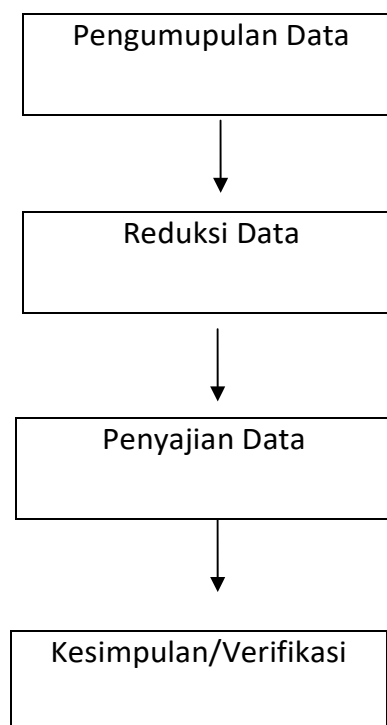 Pengumupulan Data
Reduksi Data
Penyajian Data
Kesimpulan/Verifikasi